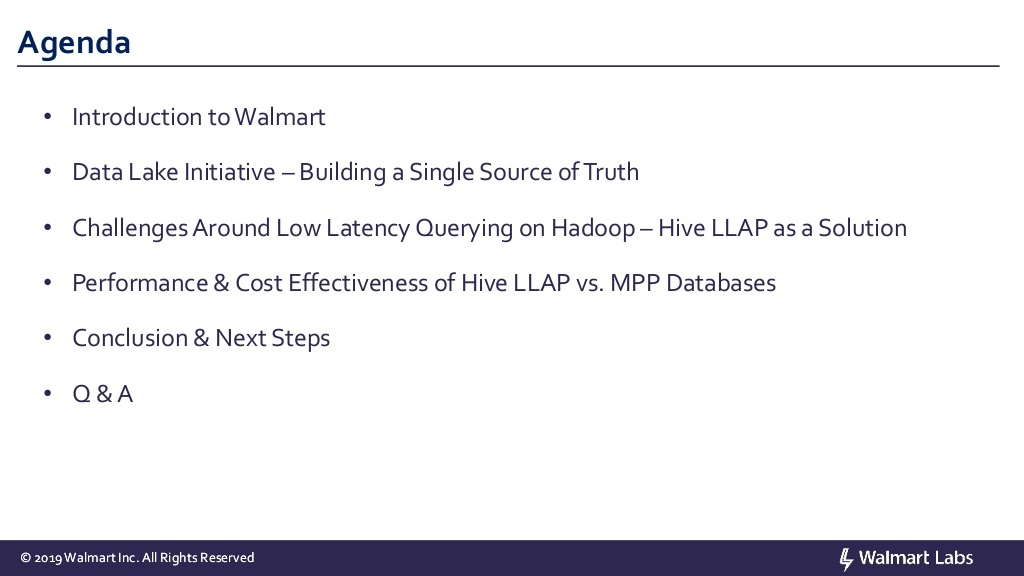 Agenda
• Introduction to Walmart
• Data Lake Initiative – Building a Single Source of Truth
• Challenges Around Low Latency Querying on Hadoop – Hive LLAP as a Solution
• Performance & Cost Effectiveness of Hive LLAP vs. MPP Databases
• Conclusion & Next Steps
• Q & A
© 2019 Walmart Inc. All Rights Reserved
Walmart Labs